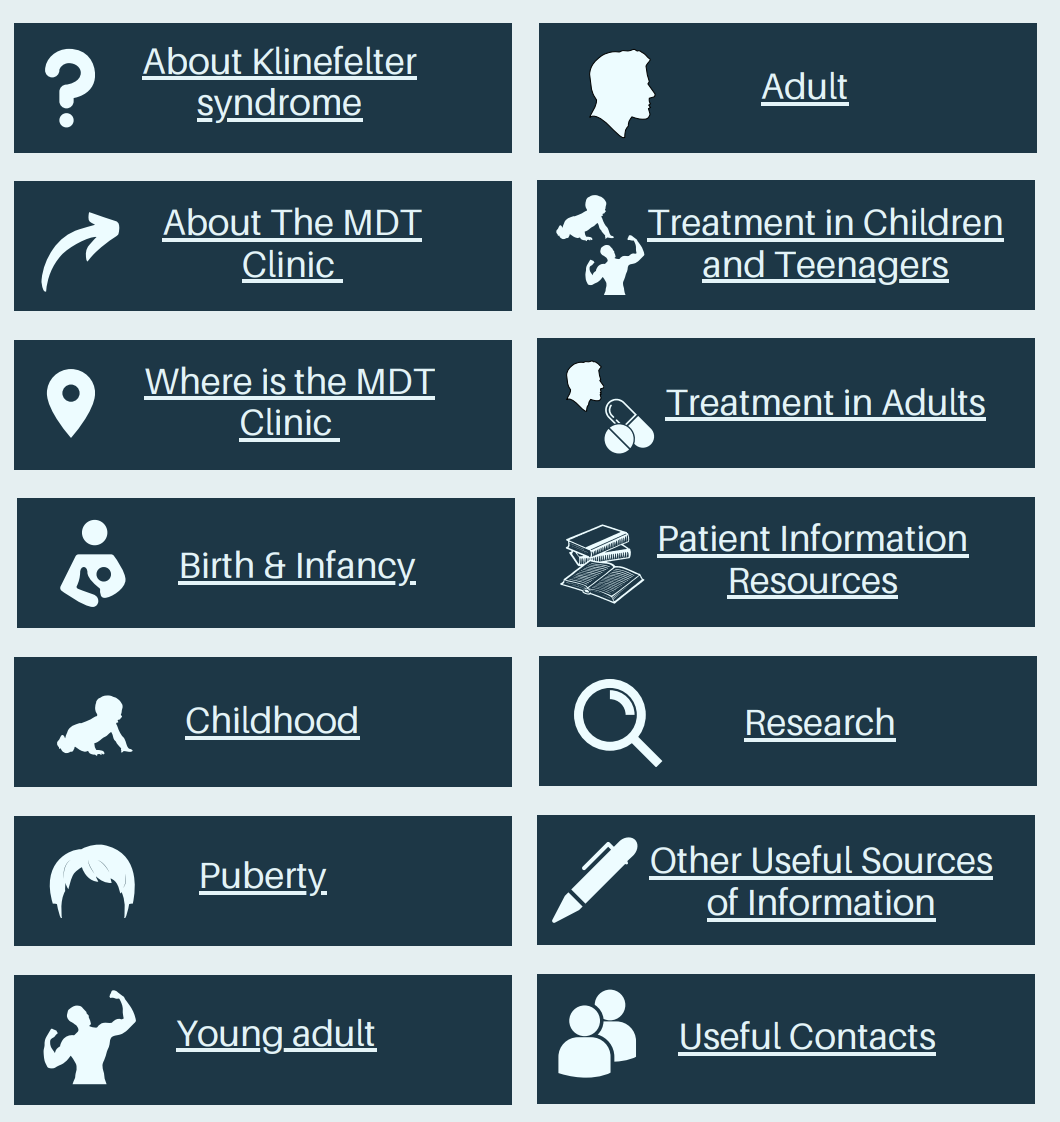 About Klinefelter
syndrome
About The MDT
Clinic
Where is the MDT
Clinic
Birth & Infancy
Childhood
Puberty
Young adult
Adult
Treatment in Children
and Teenagers
Treatment in Adults
Patient Information
Resources
Research
Other Useful Sources
of Information
Useful Contacts